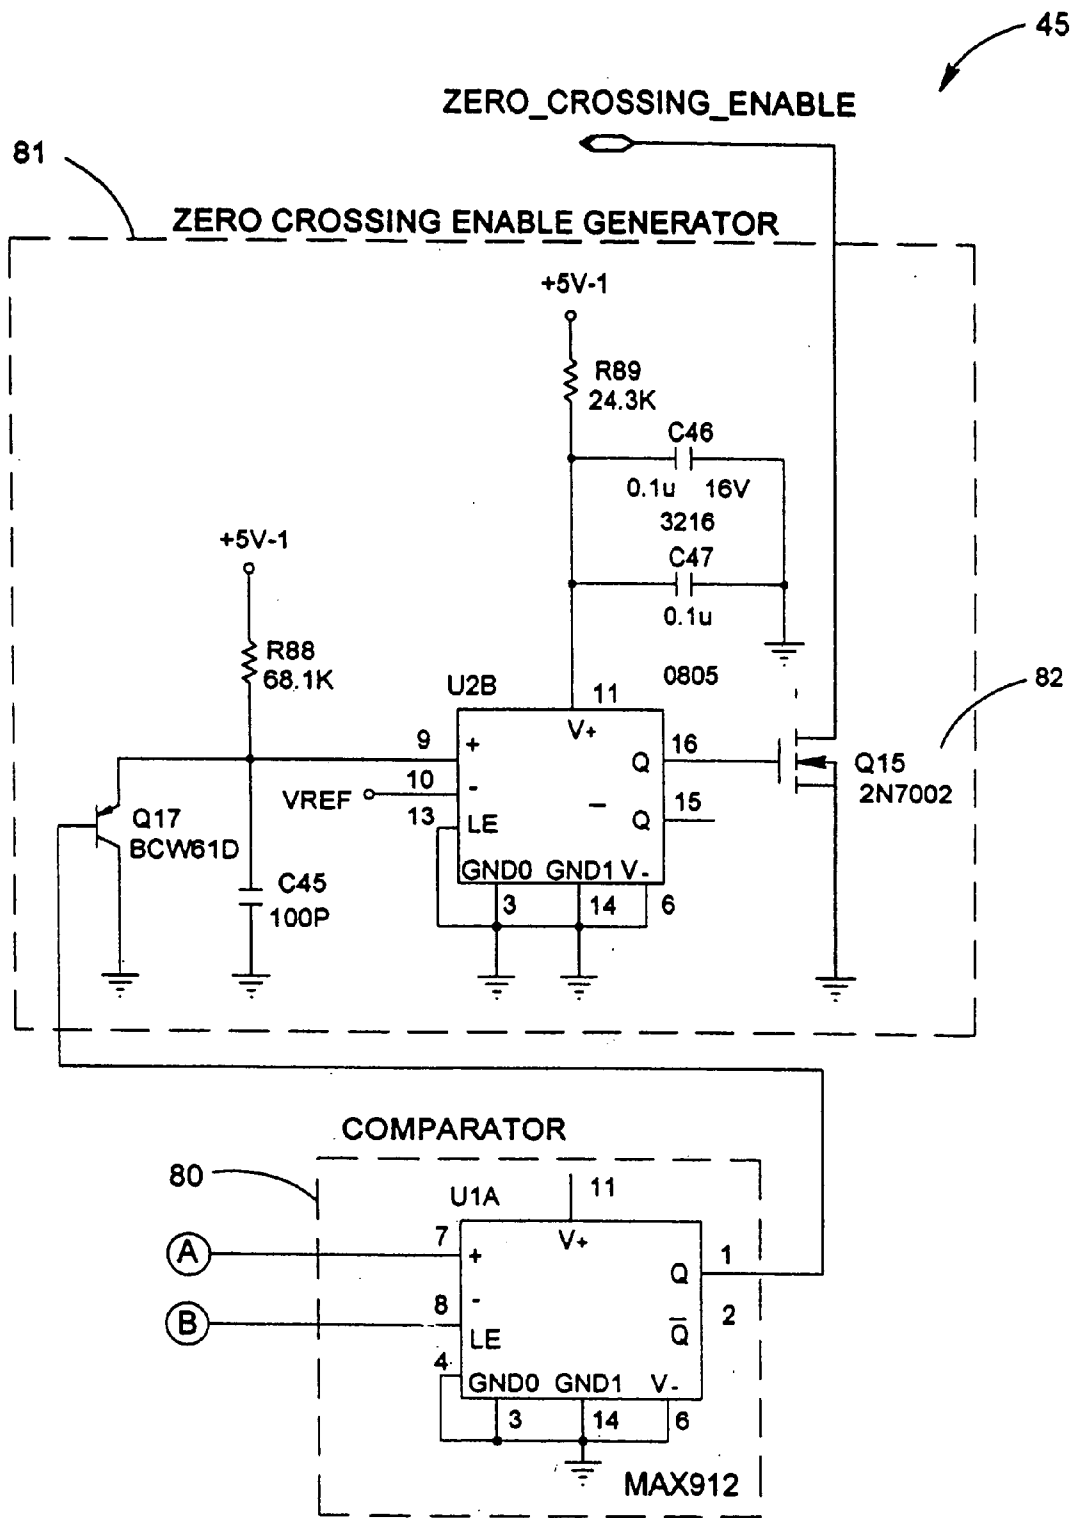 45
ZERO_CROSSING_ENABLE
81
ZERO CROSSING ENABLE GENERATOR
+5V-1
R89
24.3K
C46
0.1u 16V
3216
C47
0.1u
0805
+5V-1
R88
68.1K
U2B
11
V+
82
9
+
Q
16
10
-
VREF
13
LE
Q
15
Q15
2N7002
Q17
BCW61D
GND0 GND1 V-
3
14
6
C45
100P
COMPARATOR
80
U1A
11
V+
A
7
+
1
Q
B
8
-
LE
2
Q̅
4
GND0 GND1 V-
3
14
6
MAX912